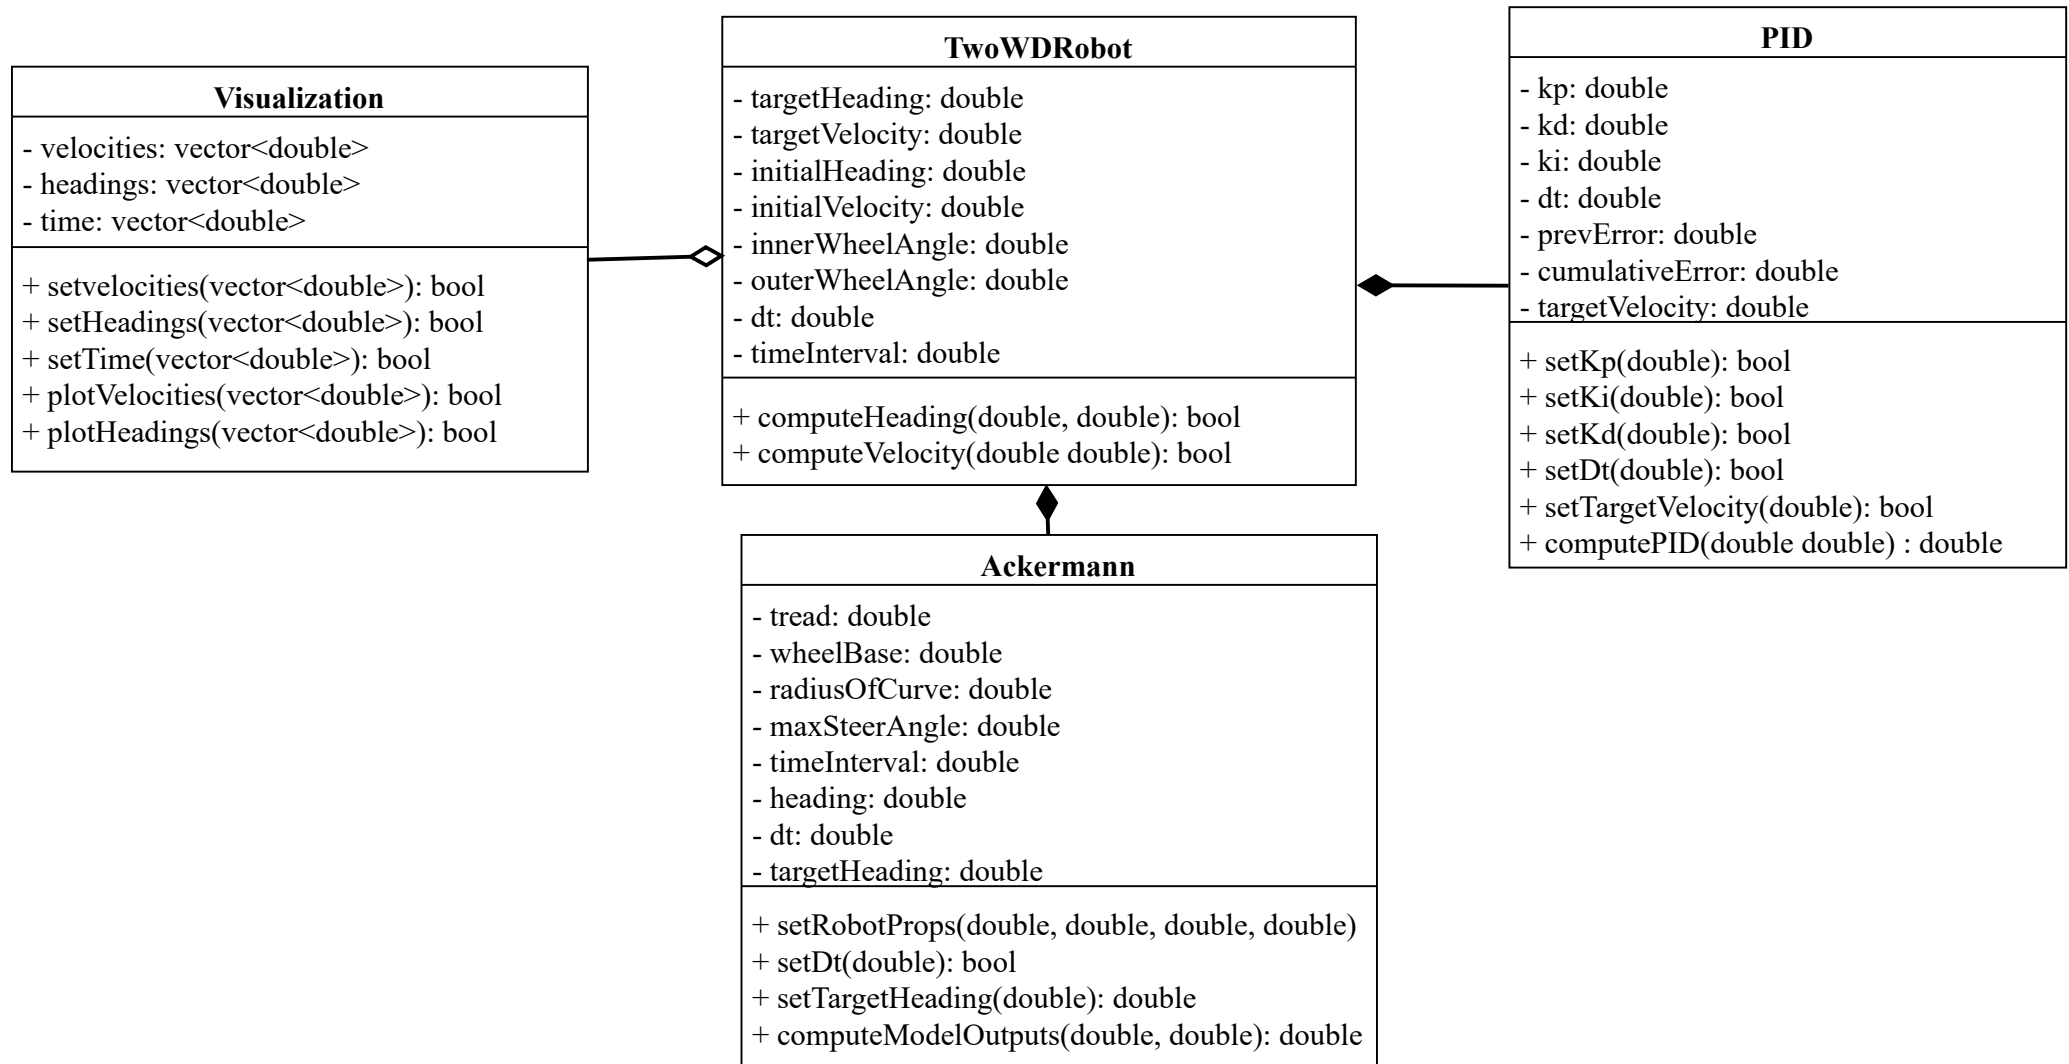 Visualization
- velocities: vector<double>
- headings: vector<double>
- time: vector<double>
+ setvelocities(vector<double>): bool
+ setHeadings(vector<double>): bool
+ setTime(vector<double>): bool
+ plotVelocities(vector<double>): bool
+ plotHeadings(vector<double>): bool
TwoWDRobot
- targetHeading: double
- targetVelocity: double
- initialHeading: double
- initialVelocity: double
- innerWheelAngle: double
- outerWheelAngle: double
- dt: double
- timeInterval: double
+ computeHeading(double, double): bool
+ computeVelocity(double double): bool
PID
- kp: double
- kd: double
- ki: double
- dt: double
- prevError: double
- cumulativeError: double
- targetVelocity: double
+ setKp(double): bool
+ setKi(double): bool
+ setKd(double): bool
+ setDt(double): bool
+ setTargetVelocity(double): bool
+ computePID(double double) : double
Ackermann
- tread: double
- wheelBase: double
- radiusOfCurve: double
- maxSteerAngle: double
- timeInterval: double
- heading: double
- dt: double
- targetHeading: double
+ setRobotProps(double, double, double, double)
+ setDt(double): bool
+ setTargetHeading(double): double
+ computeModelOutputs(double, double): double